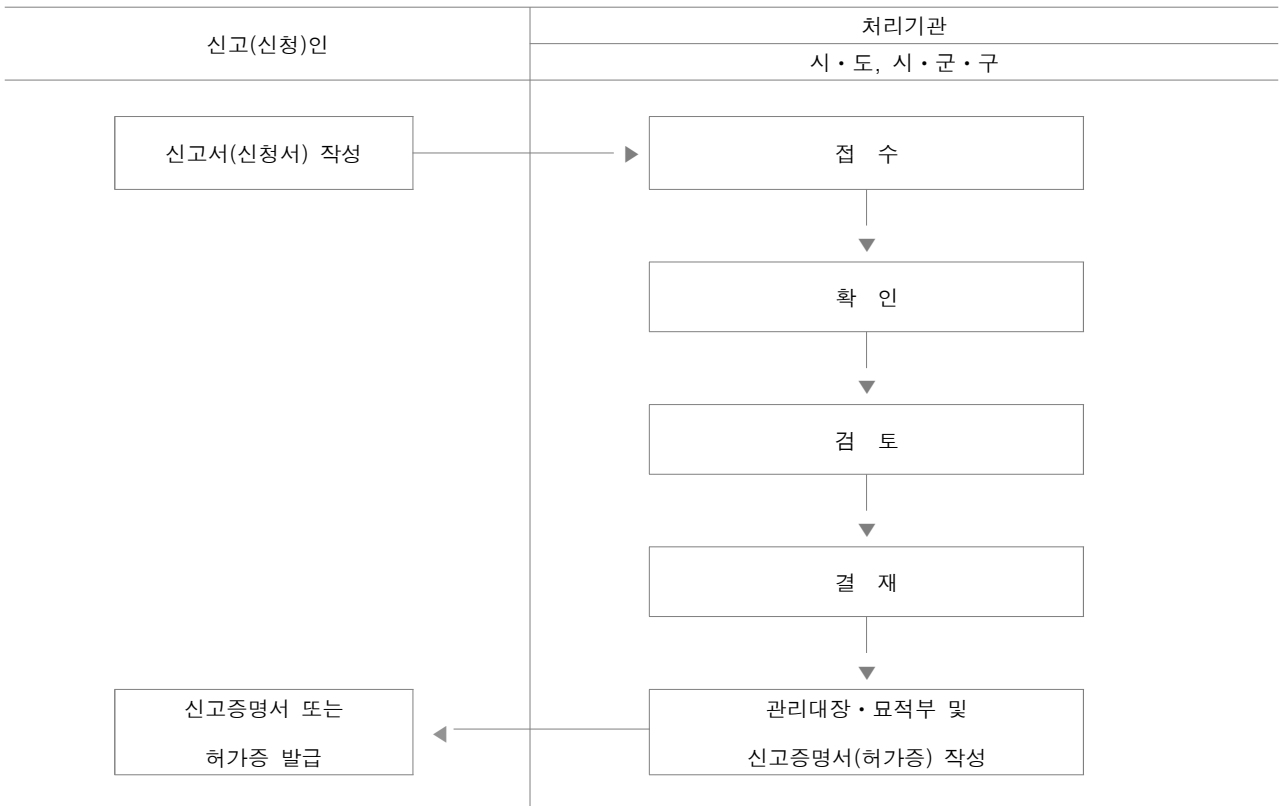 신고(신청)인
처리기관
시・도, 시・군・구
신고서(신청서) 작성
접 수
확 인
검 토
결 재
신고증명서 또는
허가증 발급
관리대장・묘적부 및
신고증명서(허가증) 작성